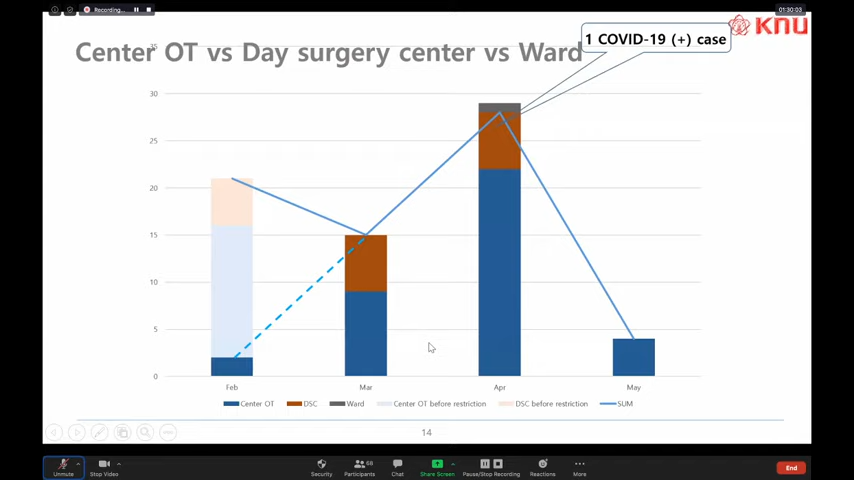 Recording...
01:30:03
Center OT vs Day surgery center vs Ward
1 COVID-19 (+) case
KNU
35
30
25
20
15
10
5
0
Feb
Mar
Apr
May
Center OT
DSC
Ward
Center OT before restriction
DSC before restriction
SUM
14
Unmute
Stop Video
Security
68
Participants
Chat
Share Screen
Pause/Stop Recording
Reactions
More
End